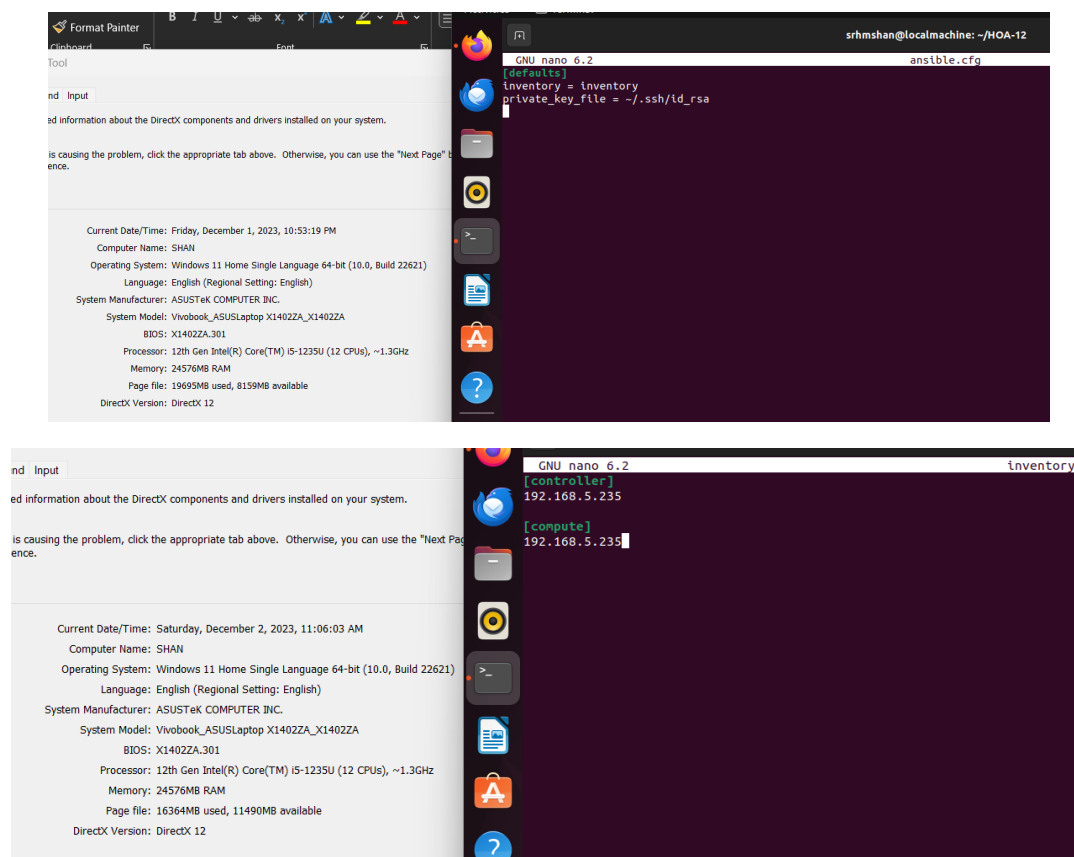 Format Painter
B I U ab x₂ x² A A
Clipboard
Font
Tool
nd Input
ed information about the DirectX components and drivers installed on your system.
is causing the problem, click the appropriate tab above. Otherwise, you can use the "Next Page" b
ence.
Current Date/Time: Friday, December 1, 2023, 10:53:19 PM
Computer Name: SHAN
Operating System: Windows 11 Home Single Language 64-bit (10.0, Build 22621)
Language: English (Regional Setting: English)
System Manufacturer: ASUSTeK COMPUTER INC.
System Model: Vivobook_ASUSLaptop X1402ZA_X1402ZA
BIOS: X1402ZA.301
Processor: 12th Gen Intel(R) Core(TM) i5-1235U (12 CPUs), ~1.3GHz
Memory: 24576MB RAM
Page file: 19695MB used, 8159MB available
DirectX Version: DirectX 12
srhmshan@localmachine: ~/HOA-12
GNU nano 6.2 ansible.cfg
[defaults]
inventory = inventory
private_key_file = ~/.ssh/id_rsa
nd Input
ed information about the DirectX components and drivers installed on your system.
is causing the problem, click the appropriate tab above. Otherwise, you can use the "Next Pag
ence.
Current Date/Time: Saturday, December 2, 2023, 11:06:03 AM
Computer Name: SHAN
Operating System: Windows 11 Home Single Language 64-bit (10.0, Build 22621)
Language: English (Regional Setting: English)
System Manufacturer: ASUSTeK COMPUTER INC.
System Model: Vivobook_ASUSLaptop X1402ZA_X1402ZA
BIOS: X1402ZA.301
Processor: 12th Gen Intel(R) Core(TM) i5-1235U (12 CPUs), ~1.3GHz
Memory: 24576MB RAM
Page file: 16364MB used, 11490MB available
DirectX Version: DirectX 12
GNU nano 6.2 inventory
[controller]
192.168.5.235
[compute]
192.168.5.235